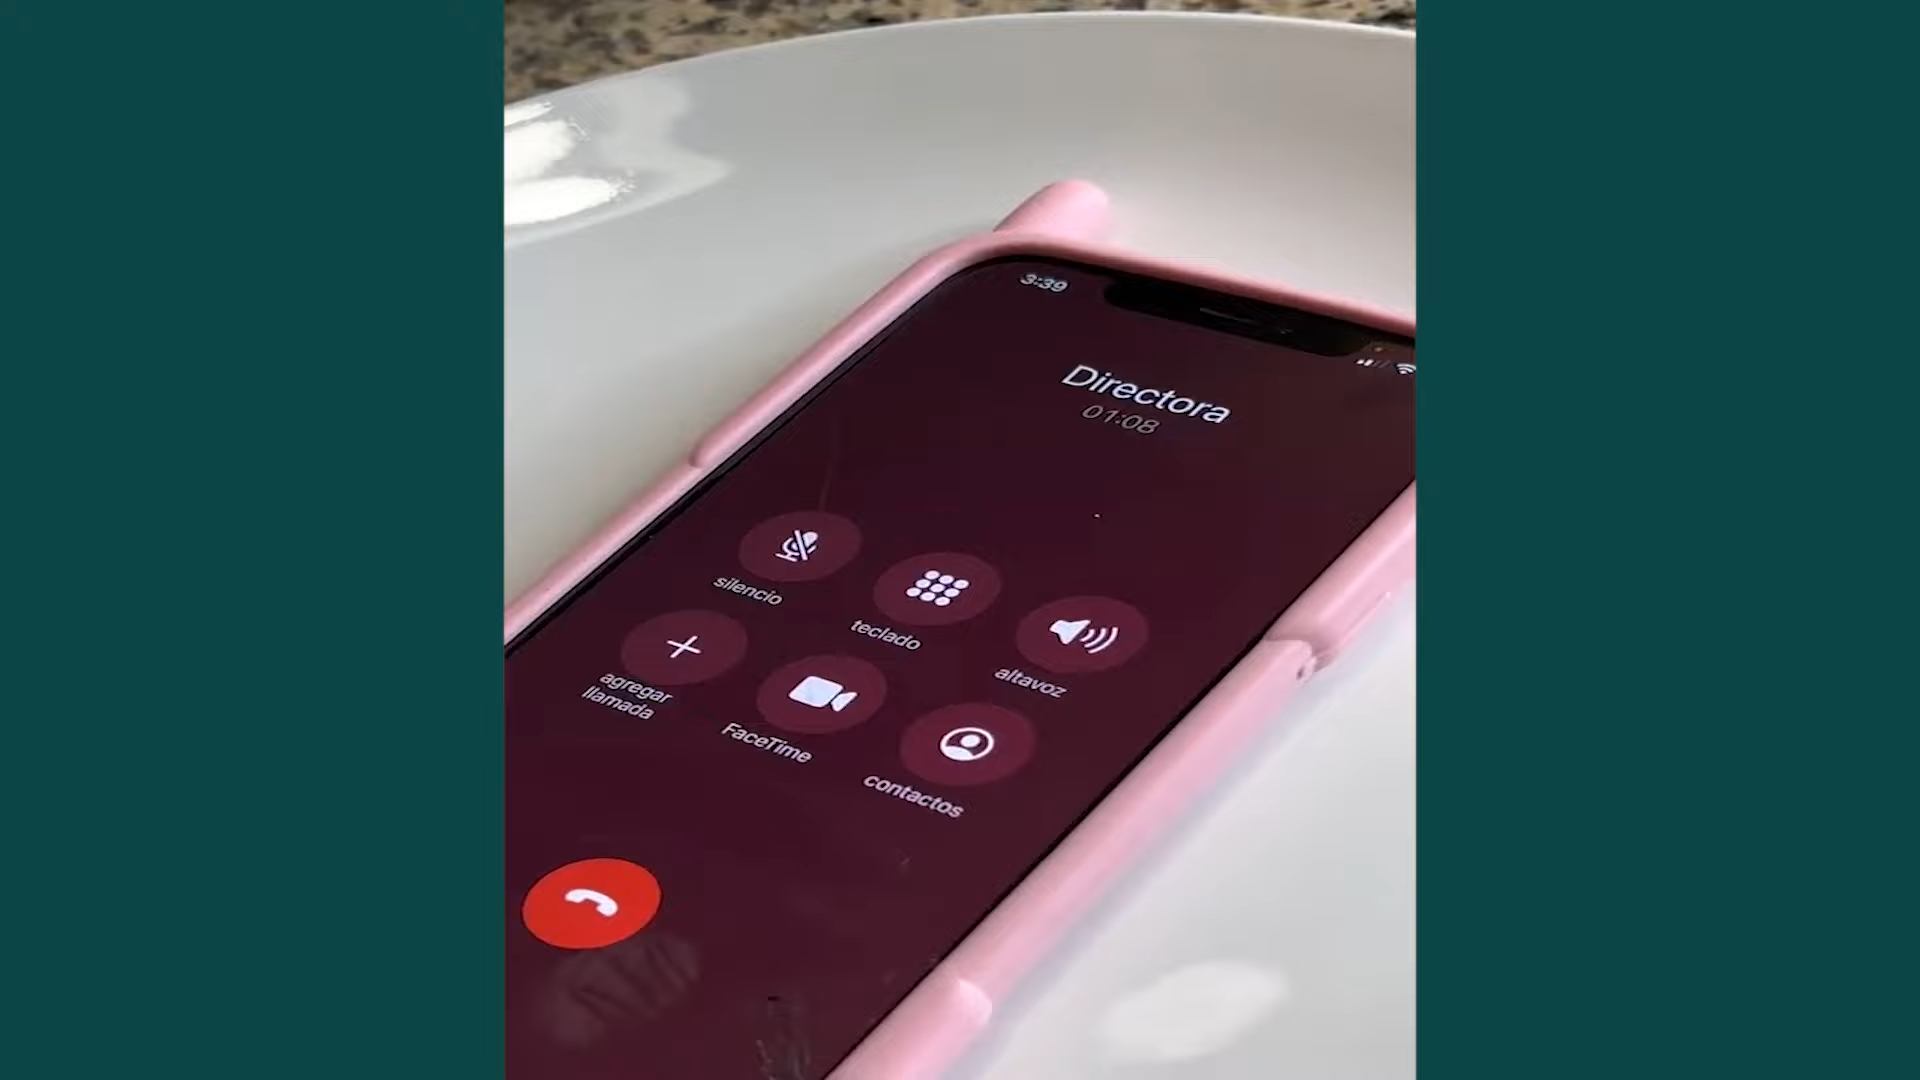 3:39
Directora
01:08
silencio
teclado
altavoz
agregar
llamada
FaceTime
contactos